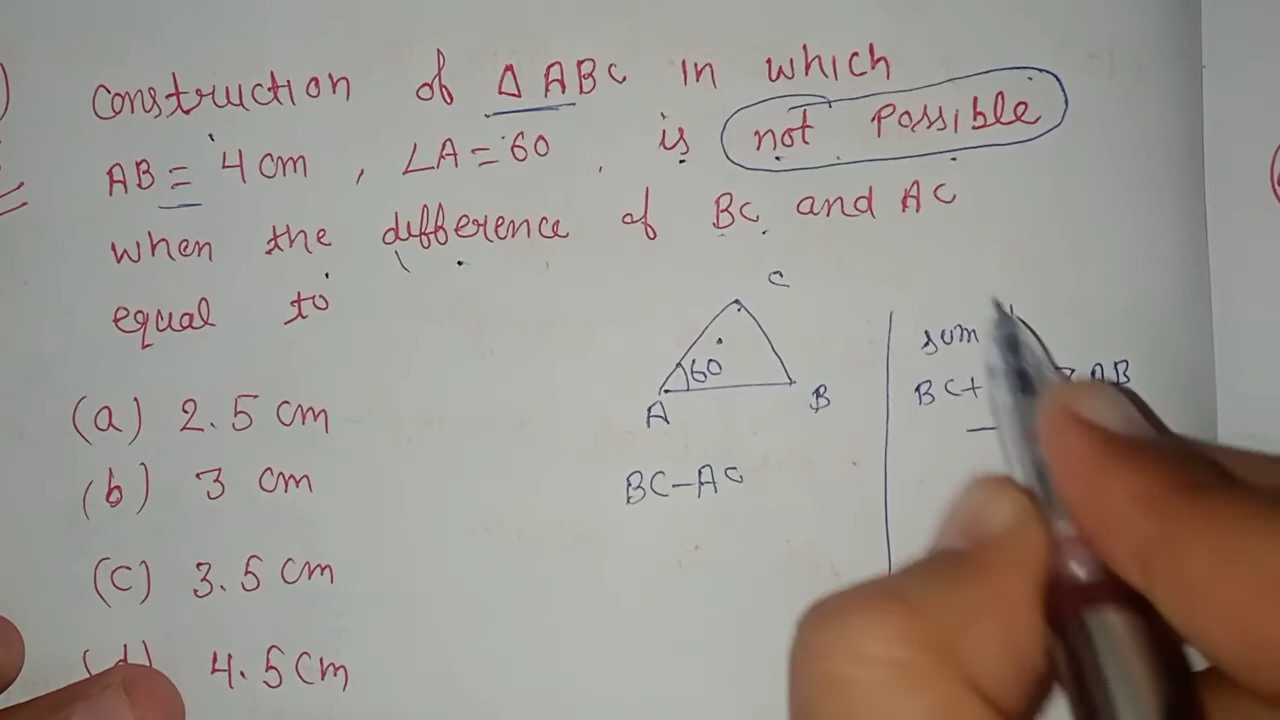 construction of Δ ABC in which
AB = 4 cm , ∠A = 60 , is not possible
when the difference of BC and AC
equal to
(a) 2.5 cm
(b) 3 cm
(c) 3.5 cm
(d) 4.5 cm
C
60°
A B
BC-AC
sum
BC+ > AB